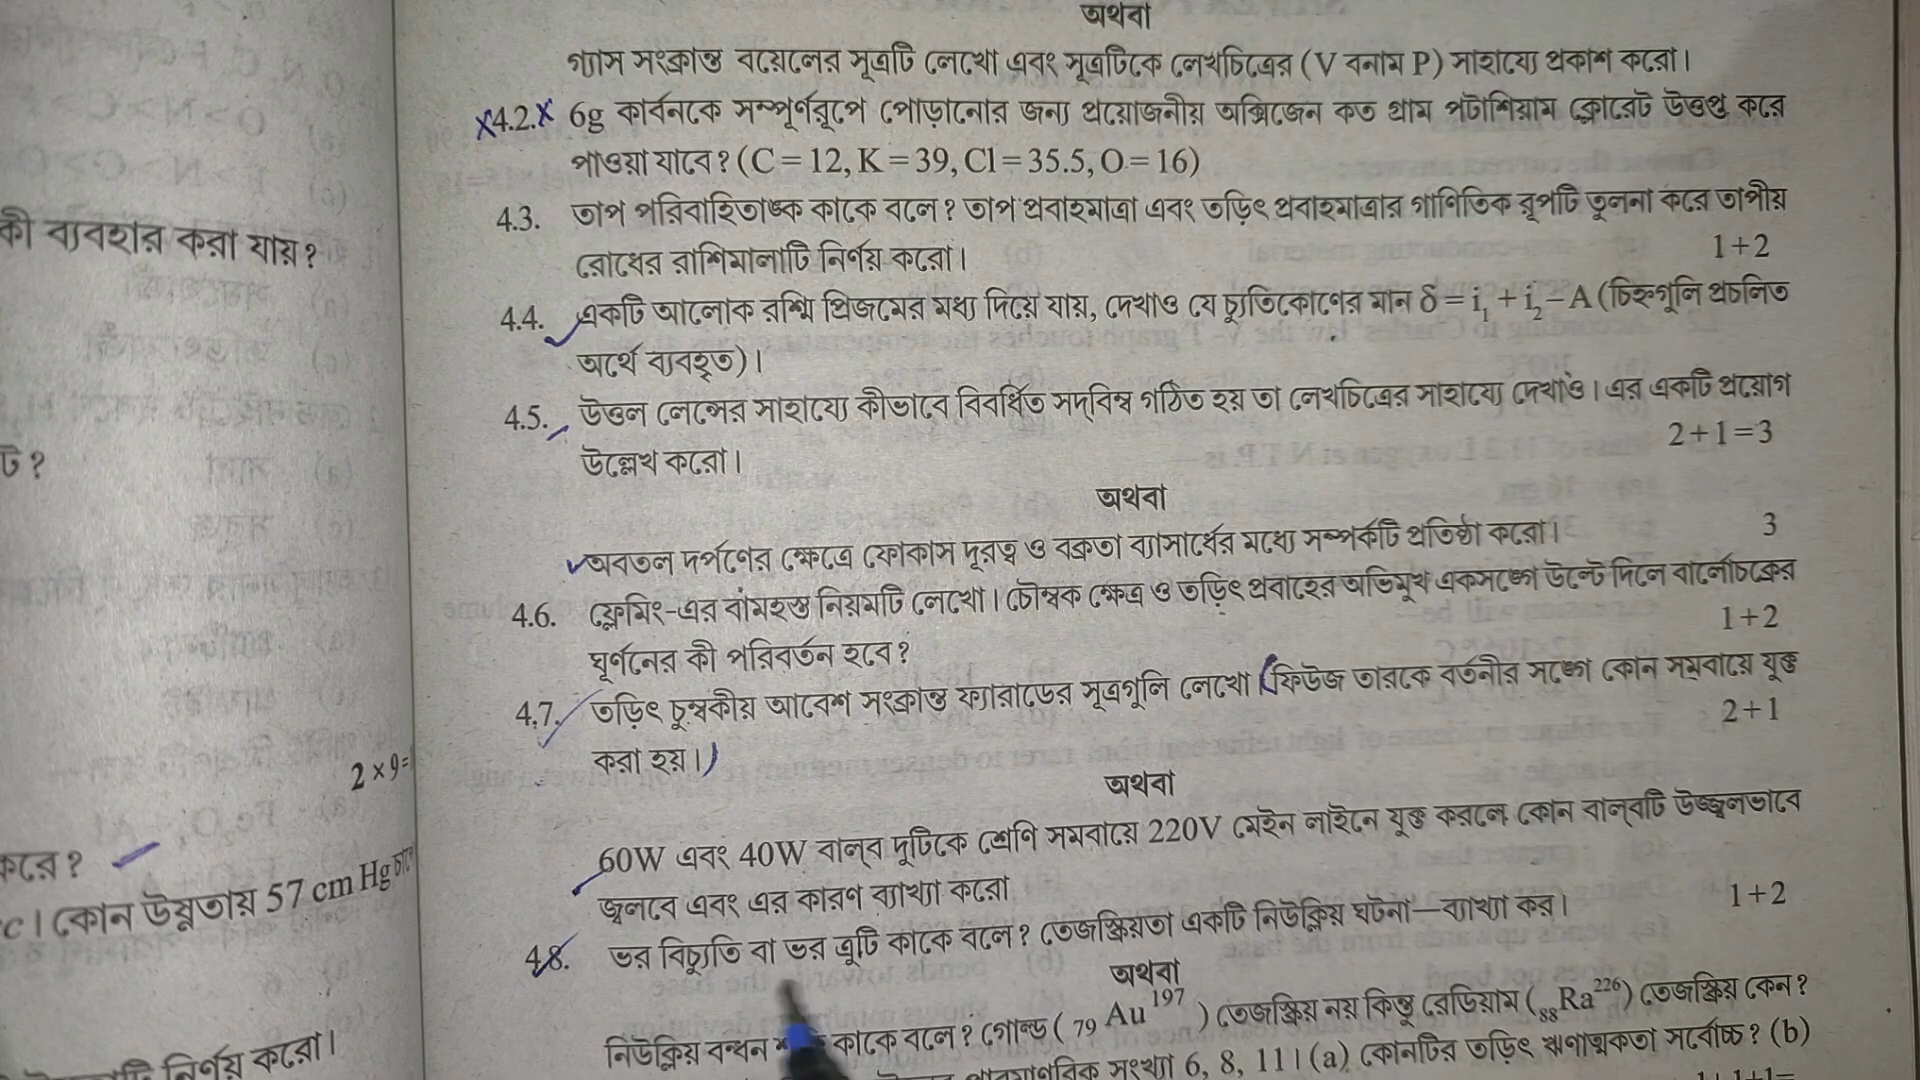 অথবা
গ্যাস সংক্রান্ত বয়েলের সূত্রটি লেখো এবং সূত্রটিকে লেখচিত্রের (V বনাম P) সাহায্যে প্রকাশ করো।
4.2. 6g কার্বনকে সম্পূর্ণরূপে পোড়ানোর জন্য প্রয়োজনীয় অক্সিজেন কত গ্রাম পটাশিয়াম ক্লোরেট উত্তপ্ত করে
পাওয়া যাবে? (C = 12, K = 39, Cl = 35.5, O = 16)
4.3. তাপ পরিবাহিতাঙ্ক কাকে বলে? তাপ প্রবাহমাত্রা এবং তড়িৎ প্রবাহমাত্রার গাণিতিক রূপটি তুলনা করে তাপীয়
রোধের রাশিমালাটি নির্ণয় করো। 1+2
4.4. একটি আলোক রশ্মি প্রিজমের মধ্য দিয়ে যায়, দেখাও যে চ্যুতিকোণের মান δ = i₁ + i₂ – A (চিহ্নগুলি প্রচলিত
অর্থে ব্যবহৃত)।
4.5. উত্তল লেন্সের সাহায্যে কীভাবে বিবর্ধিত সদ্‌বিম্ব গঠিত হয় তা লেখচিত্রের সাহায্যে দেখাও। এর একটি প্রয়োগ
উল্লেখ করো। 2+1=3
অথবা
অবতল দর্পণের ক্ষেত্রে ফোকাস দূরত্ব ও বক্রতা ব্যাসার্ধের মধ্যে সম্পর্কটি প্রতিষ্ঠা করো। 3
4.6. ফ্লেমিং-এর বামহস্ত নিয়মটি লেখো। চৌম্বক ক্ষেত্র ও তড়িৎ প্রবাহের অভিমুখ একসঙ্গে উল্টে দিলে বার্লোচক্রের
ঘূর্ণনের কী পরিবর্তন হবে? 1+2
4.7. তড়িৎ চুম্বকীয় আবেশ সংক্রান্ত ফ্যারাডের সূত্রগুলি লেখো (ফিউজ তারকে বর্তনীর সঙ্গে কোন সমবায়ে যুক্ত
করা হয়।) 2+1
অথবা
60W এবং 40W বাল্‌ব দুটিকে শ্রেণি সমবায়ে 220V মেইন লাইনে যুক্ত করলে কোন বাল্‌বটি উজ্জ্বলভাবে
জ্বলবে এবং এর কারণ ব্যাখ্যা করো
4.8. ভর বিচ্যুতি বা ভর ত্রুটি কাকে বলে? তেজষ্ক্রিয়তা একটি নিউক্লিয় ঘটনা—ব্যাখ্যা কর। 1+2
অথবা
নিউক্লিয় বন্ধন কাকে বলে? গোল্ড (₇₉Au¹⁹⁷) তেজষ্ক্রিয় নয় কিন্তু রেডিয়াম (₈₈Ra²²⁶) তেজষ্ক্রিয় কেন?
পারমাণবিক সংখ্যা 6, 8, 11। (a) কোনটির তড়িৎ ঋণাত্মকতা সর্বোচ্চ? (b)
কী ব্যবহার করা যায়?
টি?
2 × 9=
করে?
c। কোন উষ্ণতায় 57 cm Hg
নির্ণয় করো।